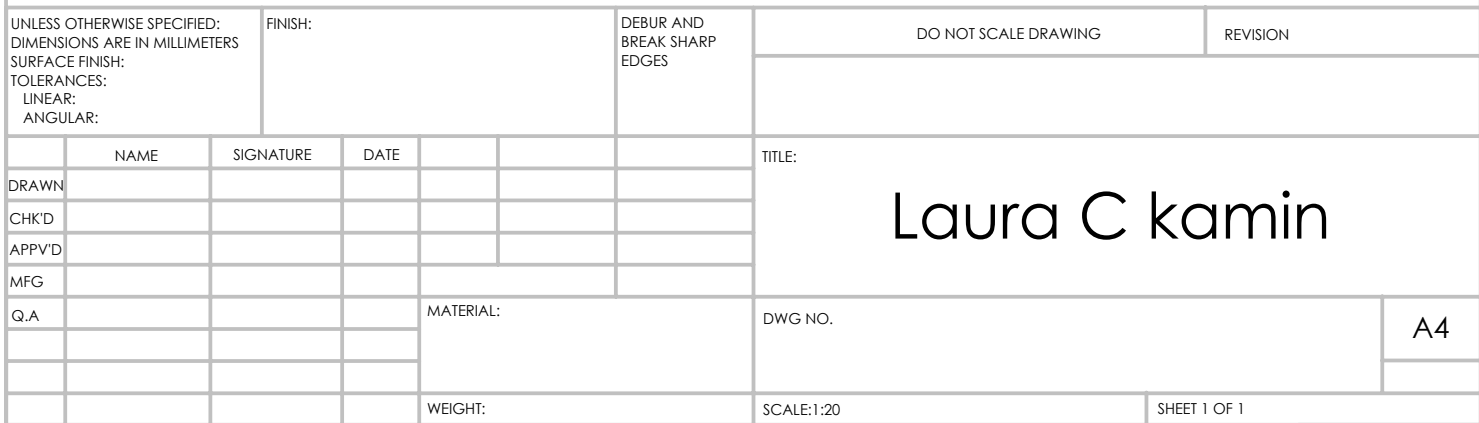 UNLESS OTHERWISE SPECIFIED:
DIMENSIONS ARE IN MILLIMETERS
SURFACE FINISH:
TOLERANCES:
LINEAR:
ANGULAR:
FINISH:
DEBUR AND
BREAK SHARP
EDGES
DO NOT SCALE DRAWING
REVISION
NAME
SIGNATURE
DATE
DRAWN
CHK'D
APPV'D
MFG
Q.A
TITLE:
Laura C kamin
MATERIAL:
DWG NO.
A4
WEIGHT:
SCALE:1:20
SHEET 1 OF 1